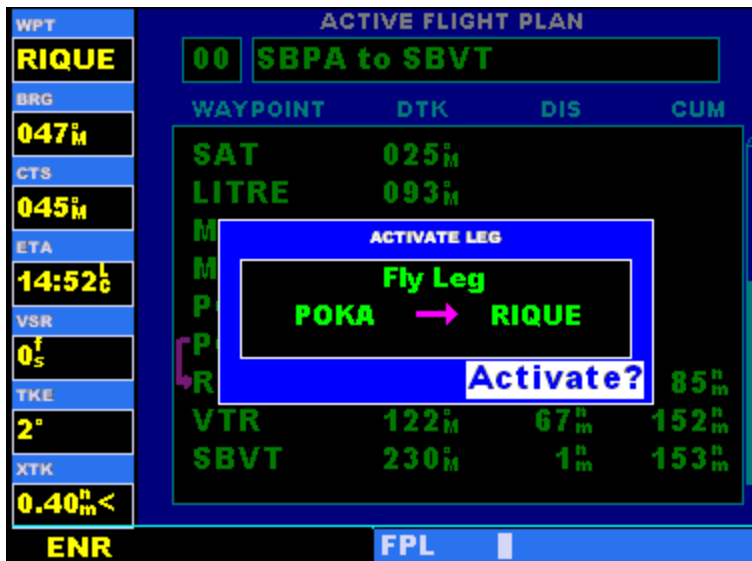 WPT
RIQUE
BRG
047°M
CTS
045°M
ETA
14:52LC
VSR
0fs
TKE
2°
XTK
0.40nm<
ENR
ACTIVE FLIGHT PLAN
00 SBPA to SBVT
WAYPOINT DTK DIS CUM
SAT 025°M
LITRE 093°M
M
M
P
P
R 85nm
VTR 122°M 67nm 152nm
SBVT 230°M 1nm 153nm
ACTIVATE LEG
Fly Leg
POKA → RIQUE
Activate?
FPL